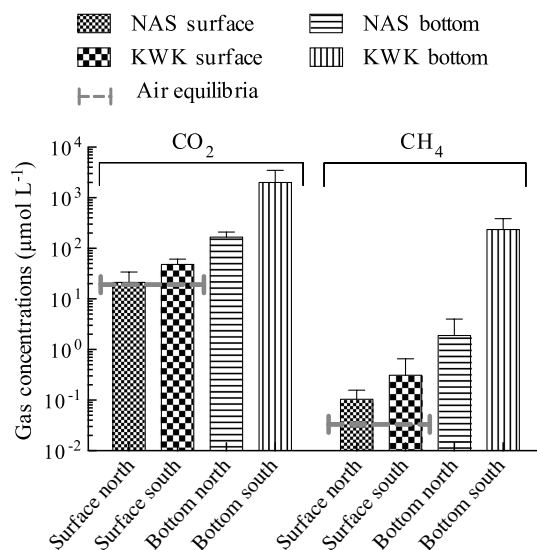 NAS surface NAS bottom
KWK surface KWK bottom
Air equilibria
CO2 CH4
Gas concentrations (μmol L-1)
10^4
10^3
10^2
10^1
10^0
10^-1
10^-2
Surface north
Surface south
Bottom north
Bottom south
Surface north
Surface south
Bottom north
Bottom south